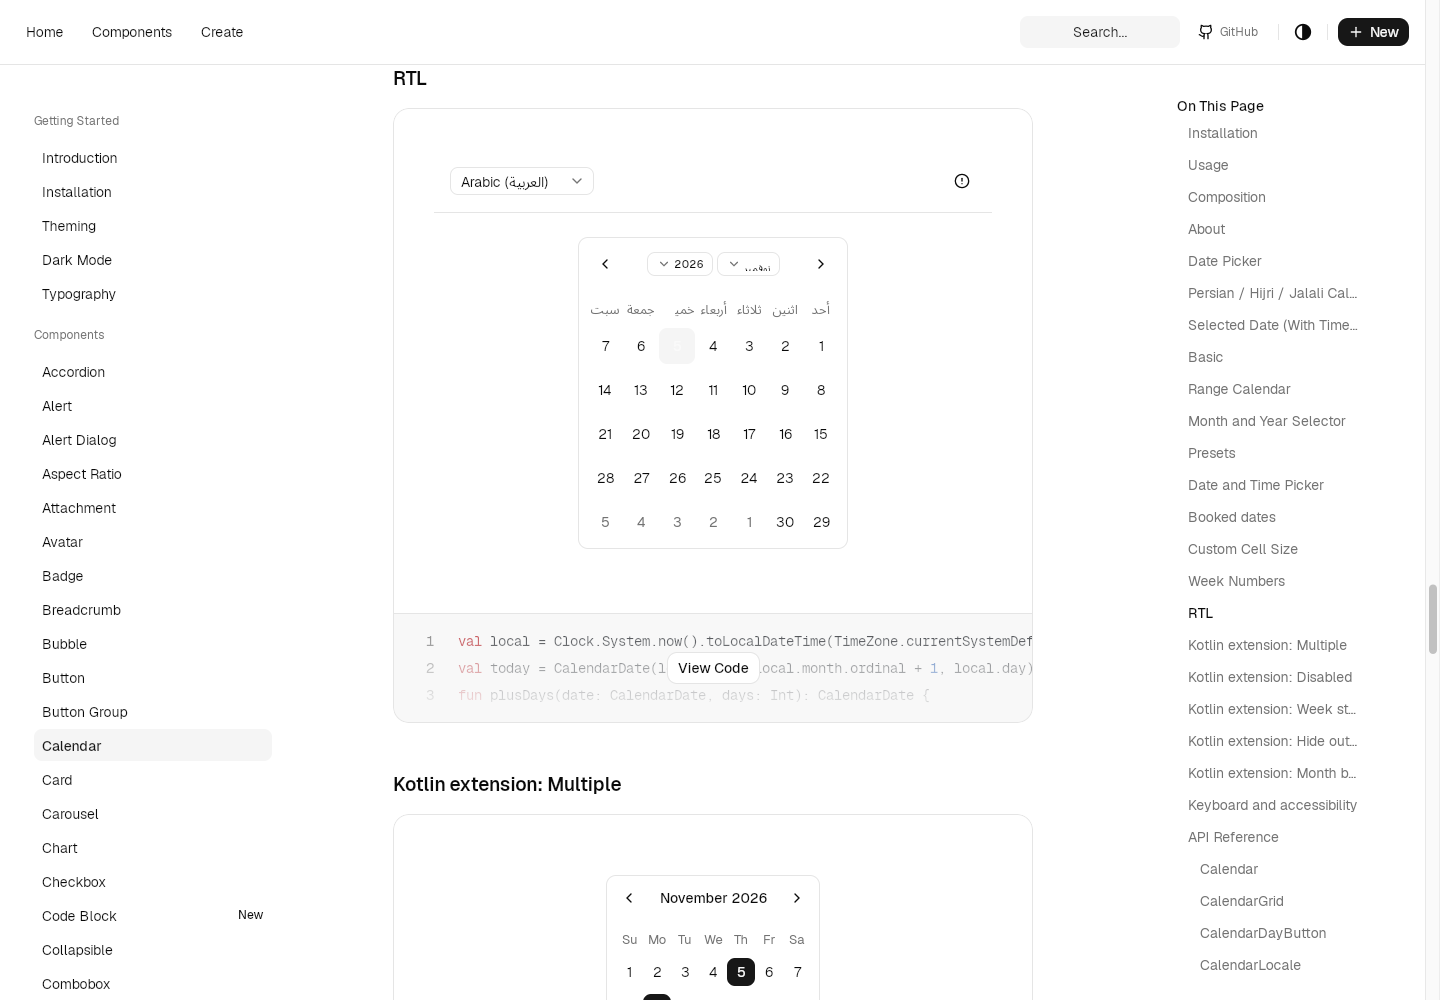 Home Components Create Search... GitHub New
Getting Started
Introduction
Installation
Theming
Dark Mode
Typography
Components
Accordion
Alert
Alert Dialog
Aspect Ratio
Attachment
Avatar
Badge
Breadcrumb
Bubble
Button
Button Group
Calendar
Card
Carousel
Chart
Checkbox
Code Block New
Collapsible
Combobox
RTL
Arabic (العربية)
2026
أحد اثنين ثلاثاء أربعاء جمعة سبت
7 6 5 4 3 2 1
14 13 12 11 10 9 8
21 20 19 18 17 16 15
28 27 26 25 24 23 22
5 4 3 2 1 30 29
1 val local = Clock.System.now().toLocalDateTime(TimeZone.currentSystemDef
2 val today = CalendarDate(l View Code ocal.month.ordinal + 1, local.day)
3 fun plusDays(date: CalendarDate, days: Int): CalendarDate {
Kotlin extension: Multiple
November 2026
Su Mo Tu We Th Fr Sa
1 2 3 4 5 6 7
On This Page
Installation
Usage
Composition
About
Date Picker
Persian / Hijri / Jalali Cal...
Selected Date (With Time...
Basic
Range Calendar
Month and Year Selector
Presets
Date and Time Picker
Booked dates
Custom Cell Size
Week Numbers
RTL
Kotlin extension: Multiple
Kotlin extension: Disabled
Kotlin extension: Week st...
Kotlin extension: Hide out...
Kotlin extension: Month b...
Keyboard and accessibility
API Reference
Calendar
CalendarGrid
CalendarDayButton
CalendarLocale